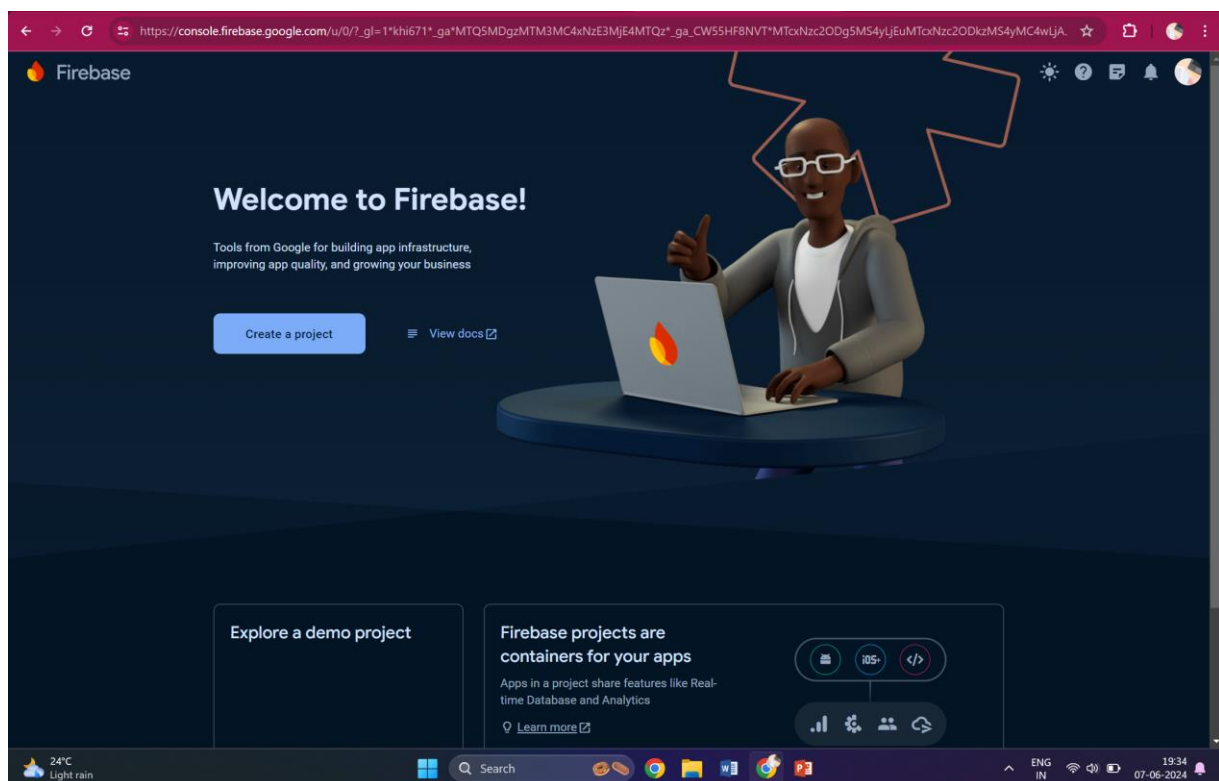 https://console.firebase.google.com/u/0/?_gl=1*khi671*_ga*MTQ5MDgzMTM3MC4xNzE3MjE4MTQz*_ga_CW55HF8NVT*MTcxNzc2ODg5MS4yLjEuMTcxNzc2ODkzMS4yMC4wLjA.
Firebase
Welcome to Firebase!
Tools from Google for building app infrastructure,
improving app quality, and growing your business
Create a project
View docs
Explore a demo project
Firebase projects are
containers for your apps
Apps in a project share features like Real-
time Database and Analytics
Learn more
iOS+
</>
24°C
Light rain
Search
ENG
IN
19:34
07-06-2024